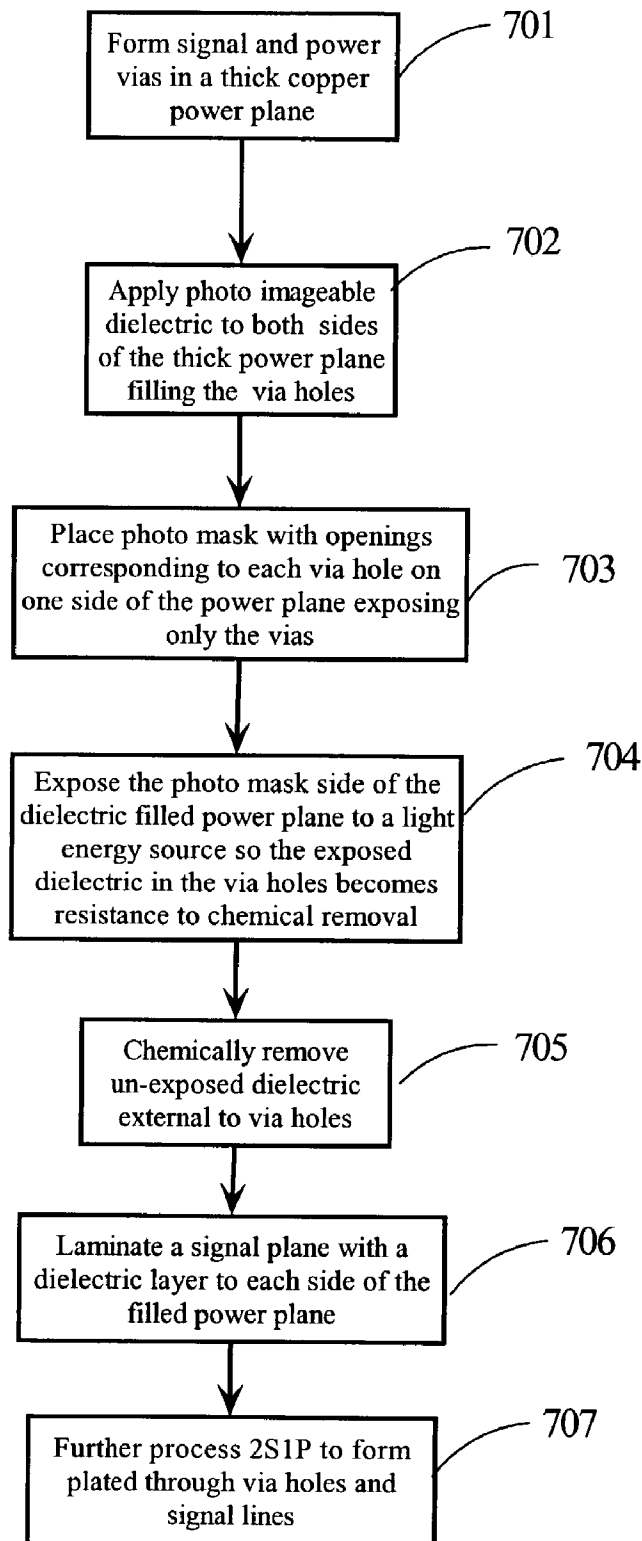 701
Form signal and power
vias in a thick copper
power plane
702
Apply photo imageable
dielectric to both sides
of the thick power plane
filling the via holes
Place photo mask with openings
corresponding to each via hole on
one side of the power plane exposing
only the vias
703
704
Expose the photo mask side of the
dielectric filled power plane to a light
energy source so the exposed
dielectric in the via holes becomes
resistance to chemical removal
705
Chemically remove
un-exposed dielectric
external to via holes
706
Laminate a signal plane with a
dielectric layer to each side of the
filled power plane
707
Further process 2S1P to form
plated through via holes and
signal lines